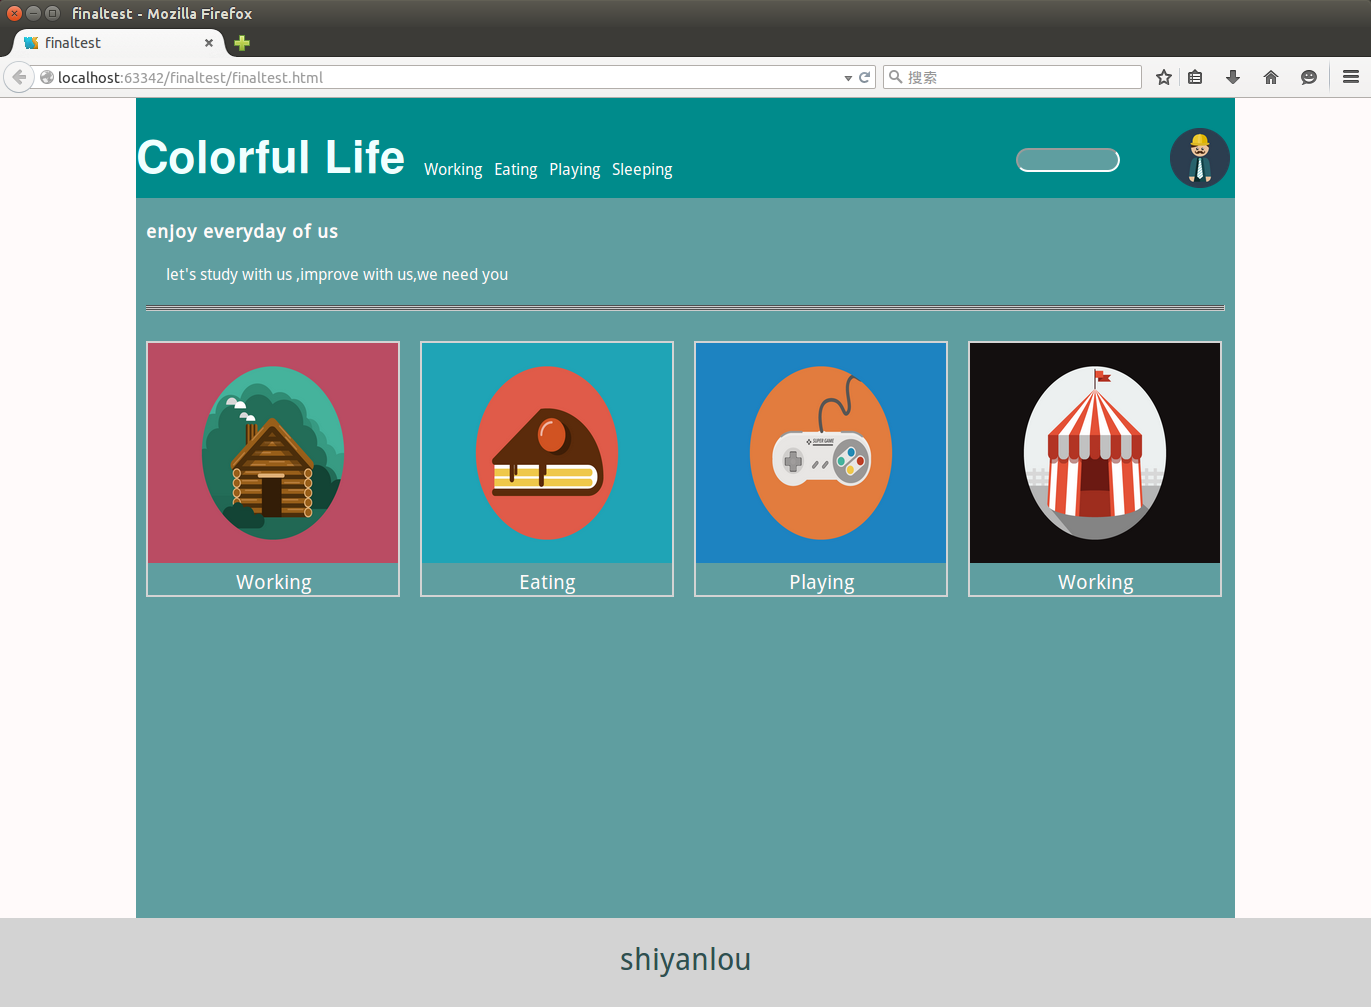 finaltest - Mozilla Firefox
finaltest
localhost:63342/finaltest/finaltest.html
搜索
Colorful Life
Working Eating Playing Sleeping
enjoy everyday of us
let's study with us ,improve with us,we need you
SUPER GAME
Working
Eating
Playing
Working
shiyanlou